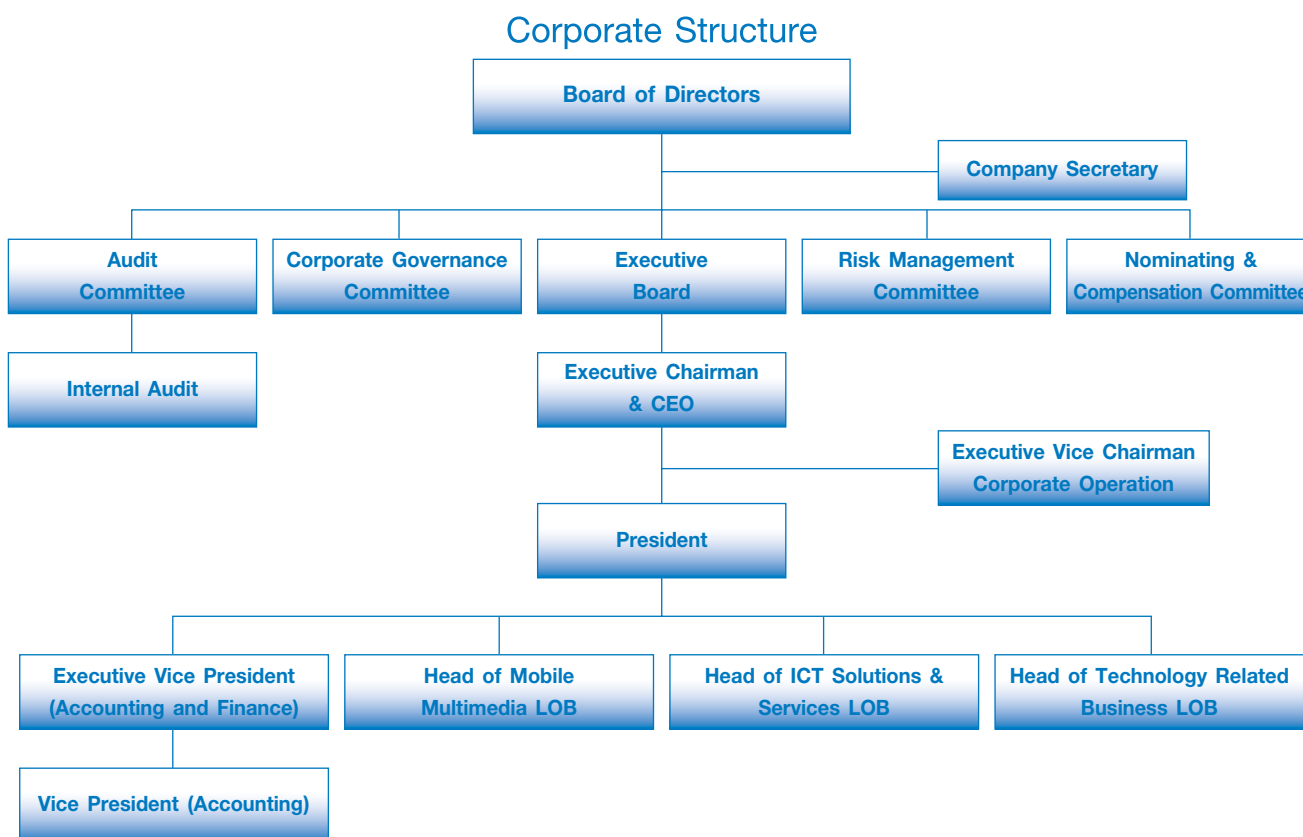 Corporate Structure
Board of Directors
Company Secretary
Audit
Committee
Corporate Governance
Committee
Executive
Board
Risk Management
Committee
Nominating &
Compensation Committee
Internal Audit
Executive Chairman
& CEO
Executive Vice Chairman
Corporate Operation
President
Executive Vice President
(Accounting and Finance)
Head of Mobile
Multimedia LOB
Head of ICT Solutions &
Services LOB
Head of Technology Related
Business LOB
Vice President (Accounting)